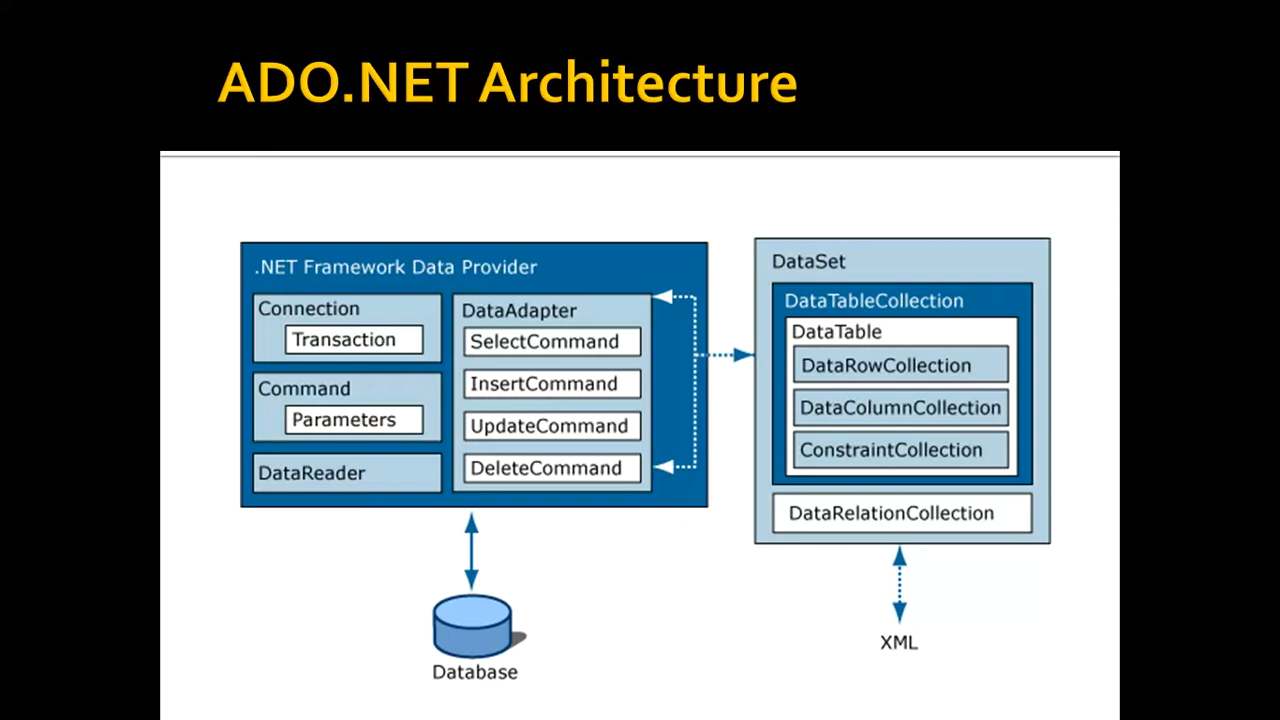 ADO.NET Architecture
.NET Framework Data Provider
Connection
Transaction
Command
Parameters
DataReader
DataAdapter
SelectCommand
InsertCommand
UpdateCommand
DeleteCommand
Database
DataSet
DataTableCollection
DataTable
DataRowCollection
DataColumnCollection
ConstraintCollection
DataRelationCollection
XML